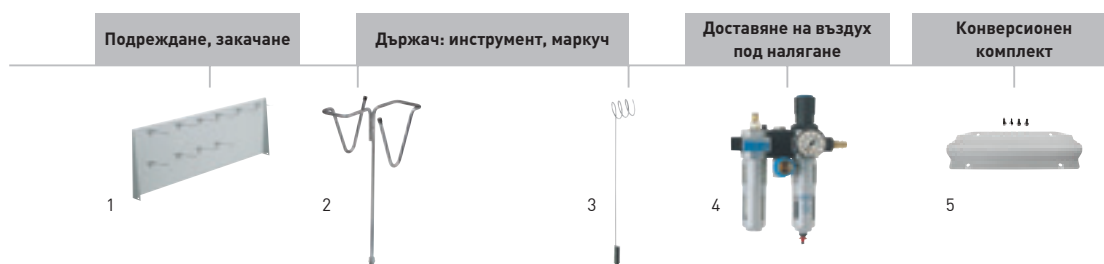 Подреждане, закачане
Държач: инструмент, маркуч
Доставяне на въздух
под налягане
Конверсионен
комплект
1
2
3
4
5